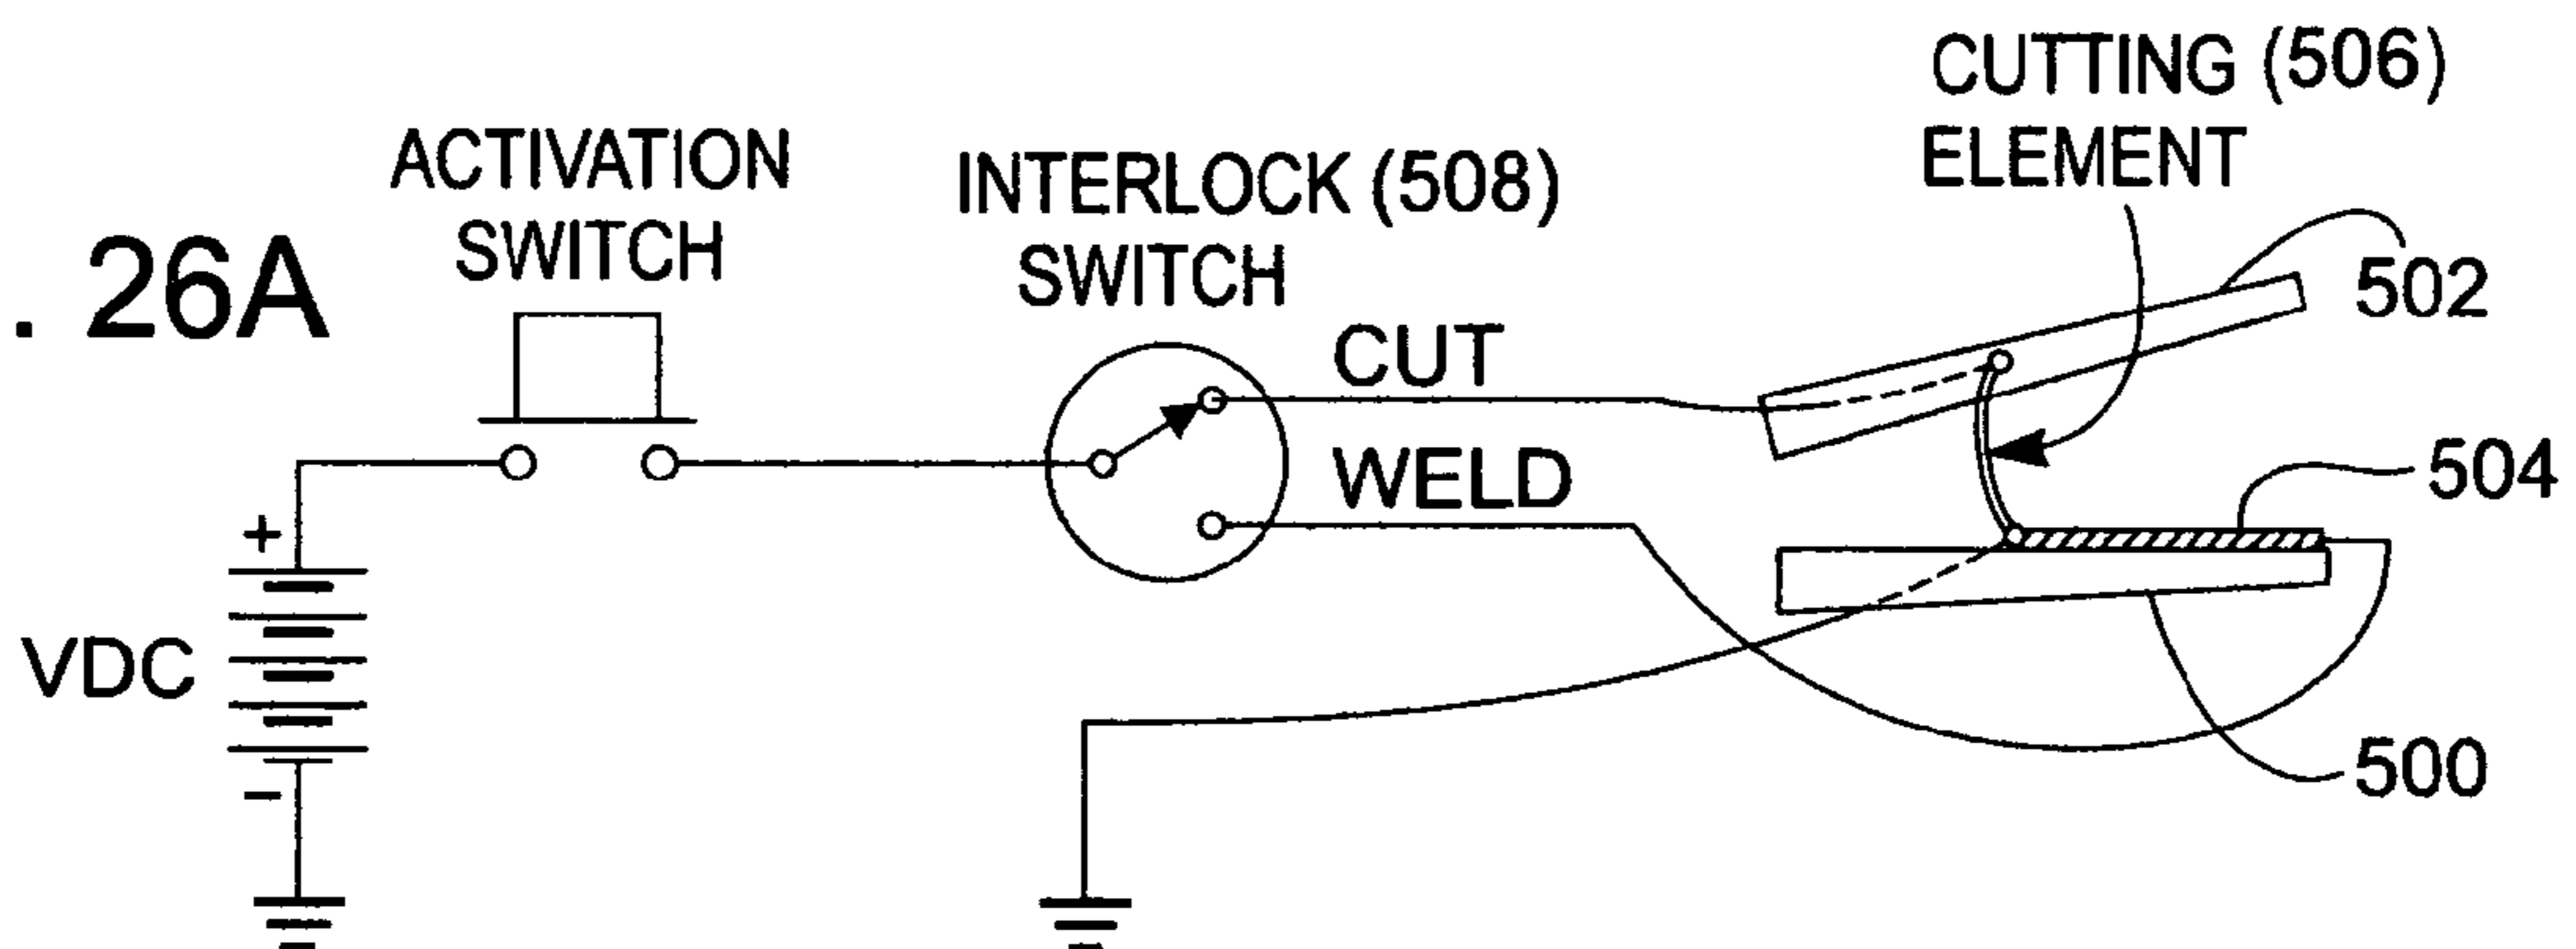 . 26A
ACTIVATION
SWITCH
INTERLOCK (508)
SWITCH
CUTTING (506)
ELEMENT
502
CUT
WELD
504
+
VDC
-
500